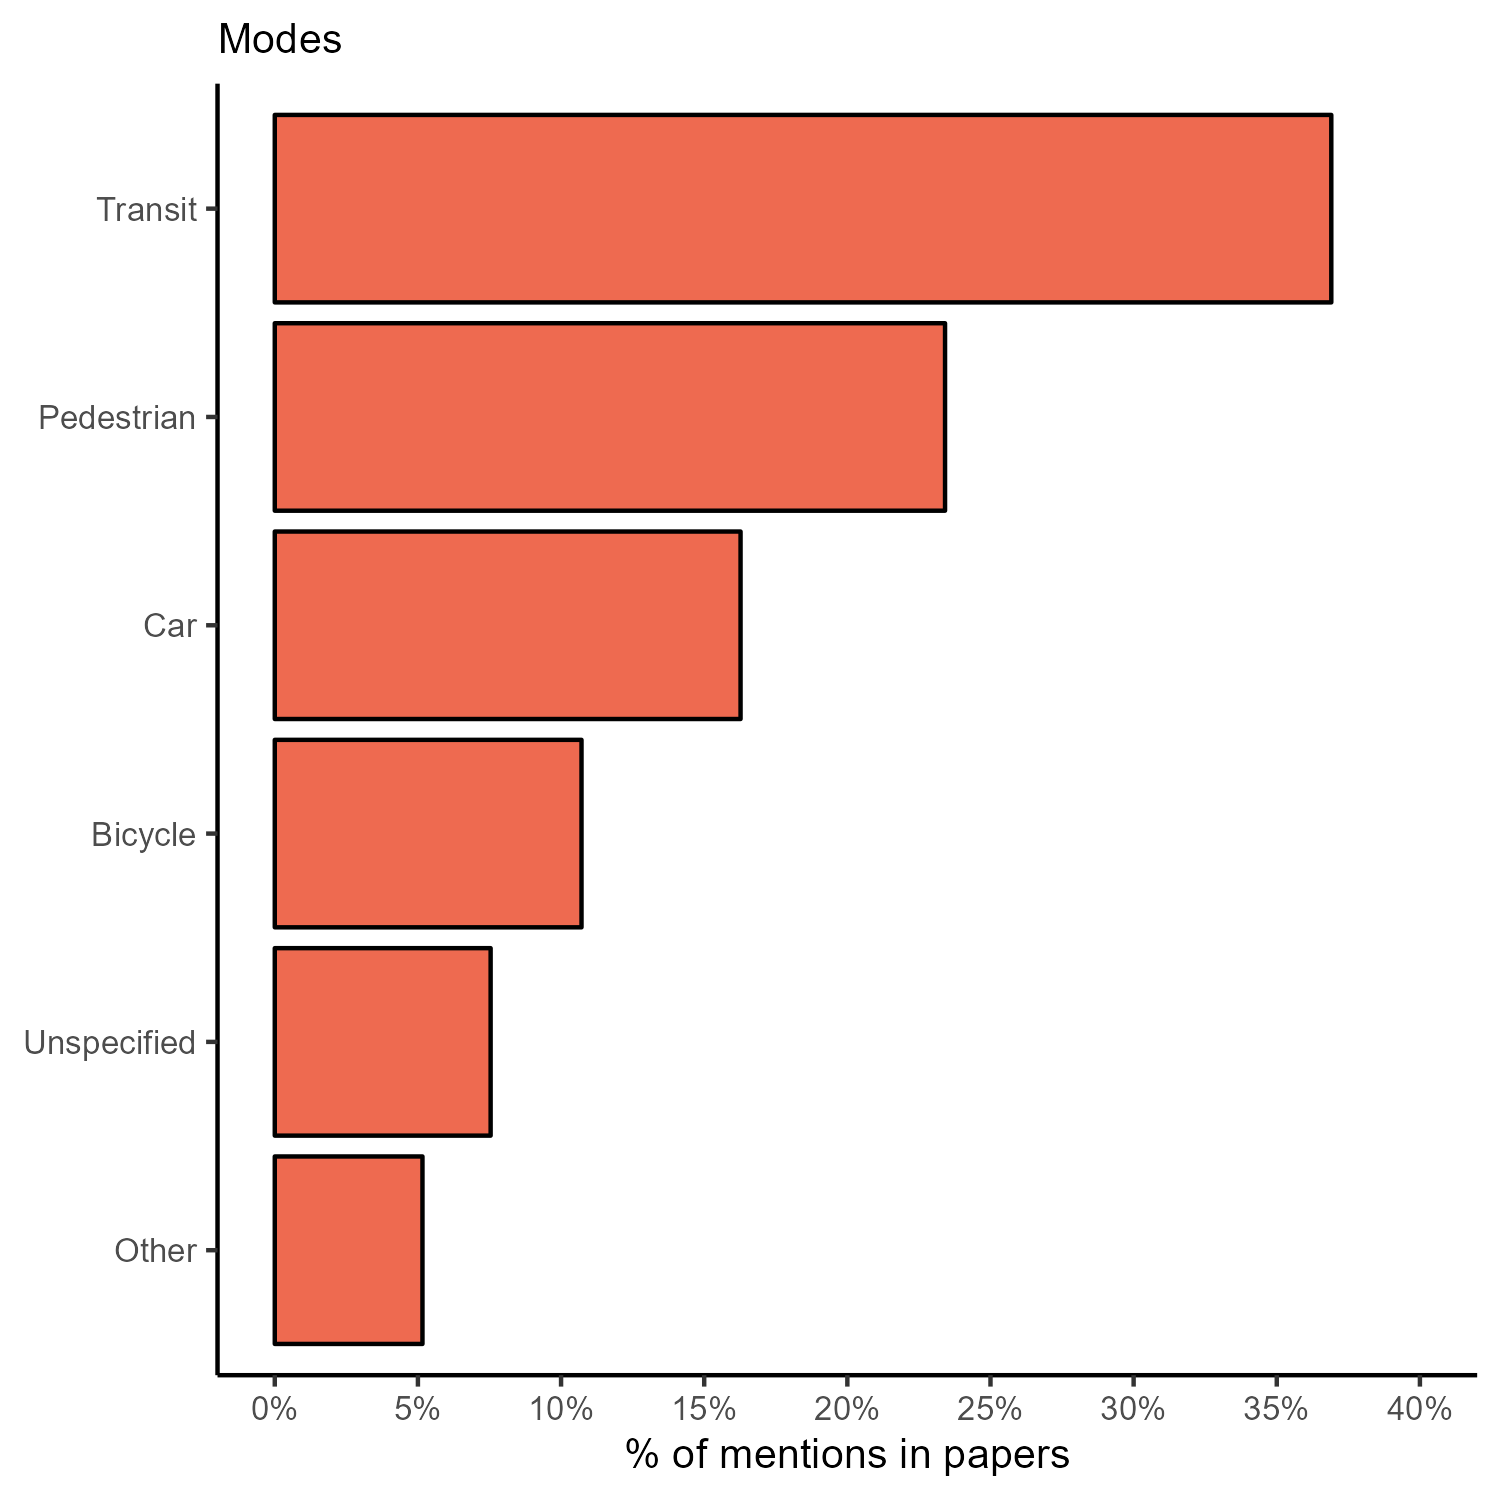 Modes
Transit
Pedestrian
Car
Bicycle
Unspecified
Other
0% 5% 10% 15% 20% 25% 30% 35% 40%
% of mentions in papers